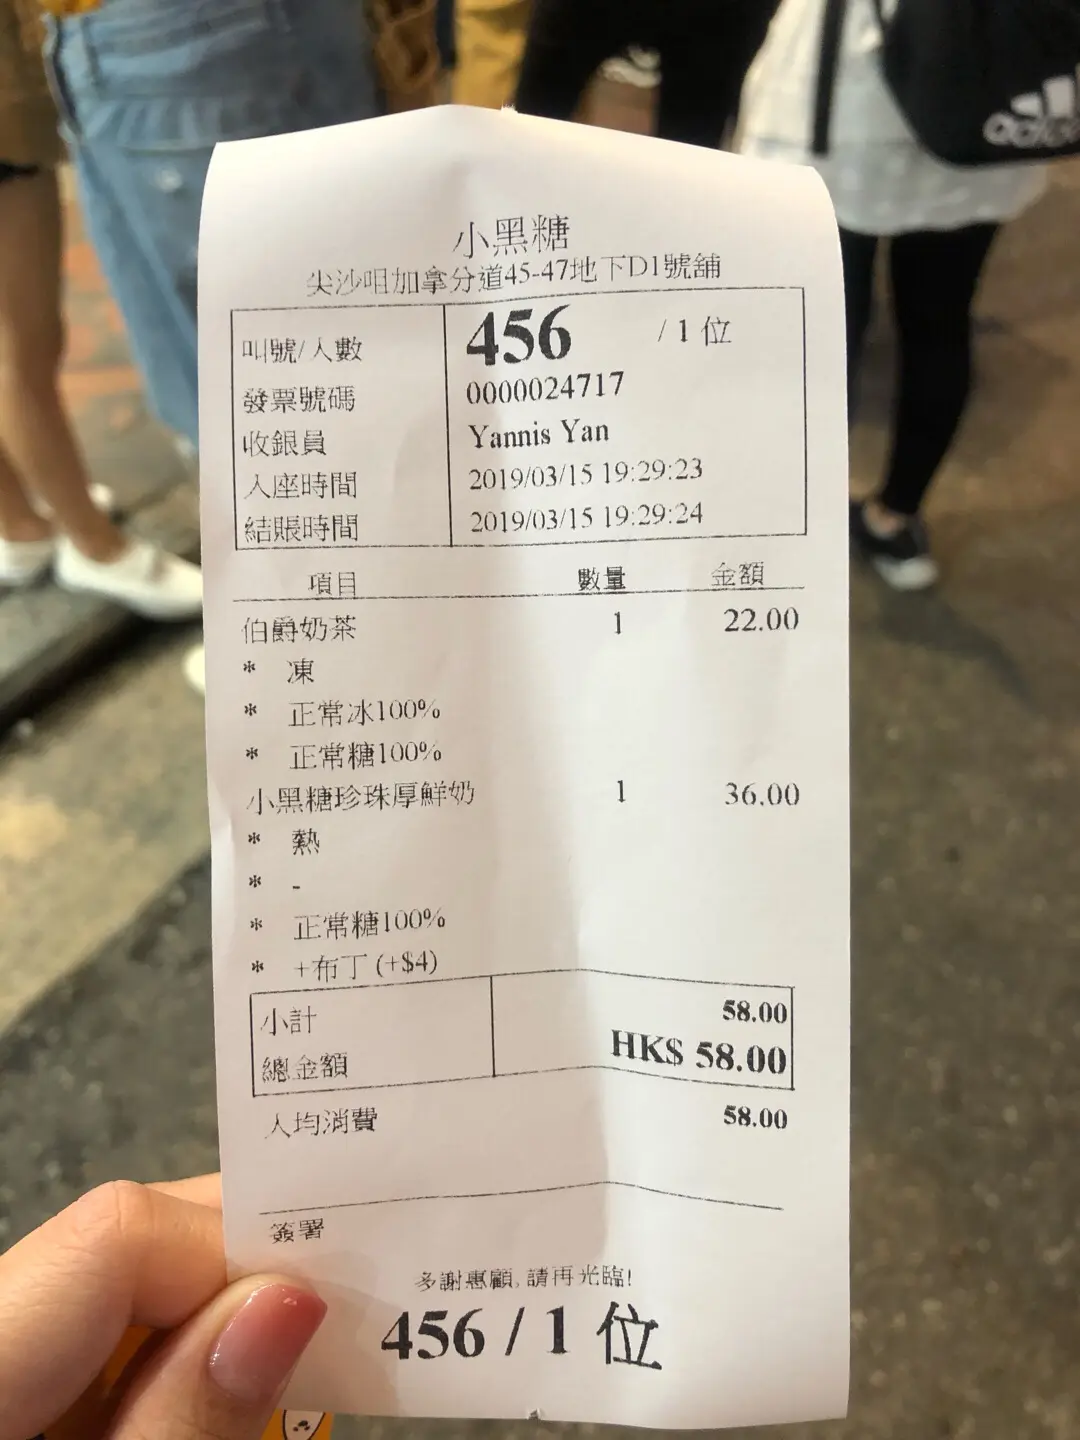 adidas
小黑糖
尖沙咀加拿分道45-47地下D1號舖
叫號/人數 456 / 1 位
發票號碼 0000024717
收銀員 Yannis Yan
入座時間 2019/03/15 19:29:23
結賬時間 2019/03/15 19:29:24
項目 數量 金額
伯爵奶茶 1 22.00
* 凍
* 正常冰100%
* 正常糖100%
小黑糖珍珠厚鮮奶 1 36.00
* 熱
* -
* 正常糖100%
* +布丁 (+$4)
小計 58.00
總金額 HK$ 58.00
人均消費 58.00
簽署
多謝惠顧, 請再光臨!
456 / 1 位